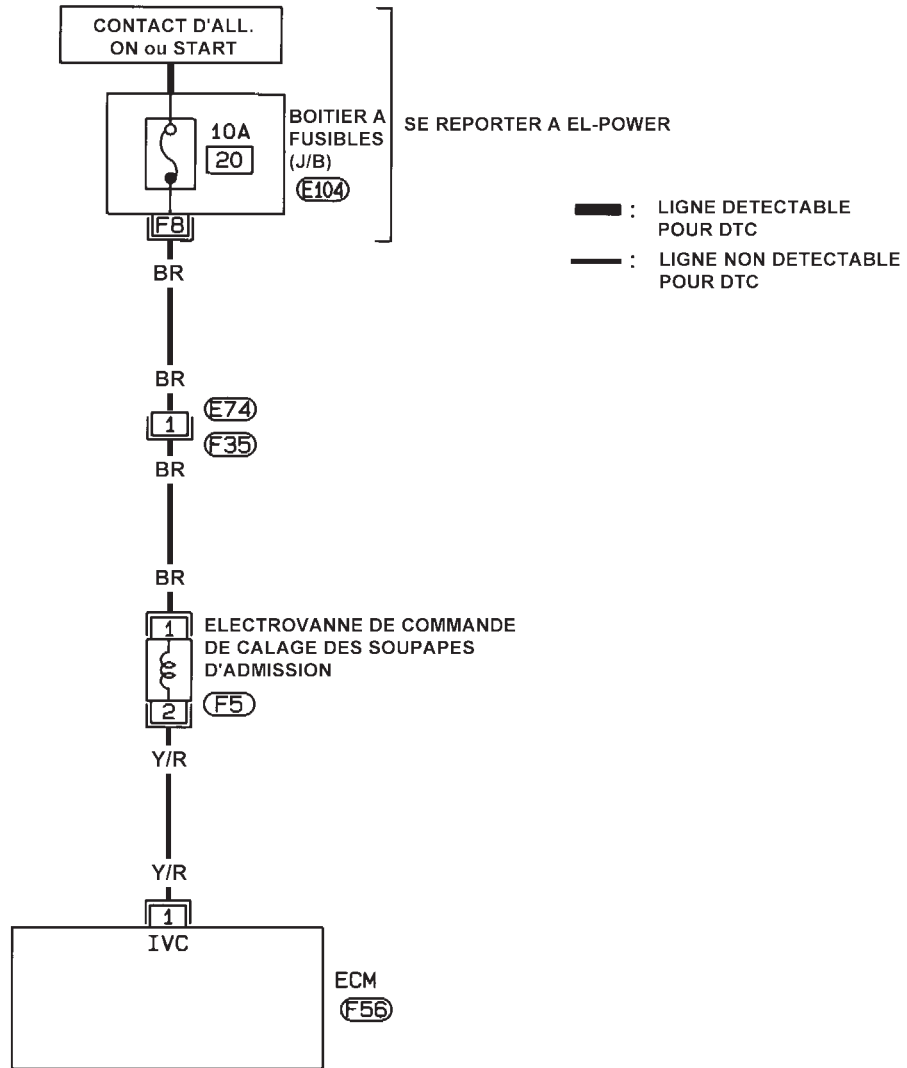 CONTACT D'ALL.
ON ou START
10A
20
BOITIER A
FUSIBLES
(J/B)
E104
SE REPORTER A EL-POWER
F8
: LIGNE DETECTABLE
POUR DTC
: LIGNE NON DETECTABLE
POUR DTC
BR
BR
1
E74
F35
BR
BR
1
ELECTROVANNE DE COMMANDE
DE CALAGE DES SOUPAPES
D'ADMISSION
2
F5
Y/R
Y/R
1
IVC
ECM
F56